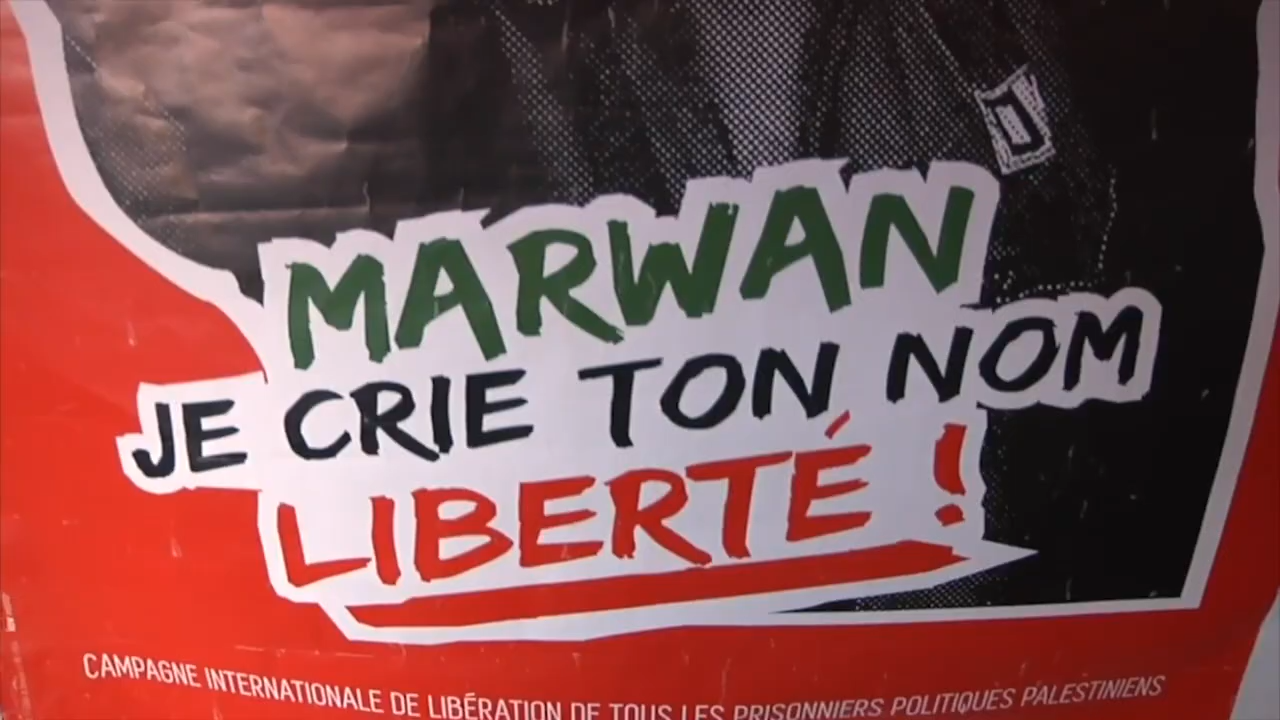 MARWAN
JE CRIE TON NOM
LIBERTÉ !
CAMPAGNE INTERNATIONALE DE LIBÉRATION DE TOUS LES PRISONNIERS POLITIQUES PALESTINIENS